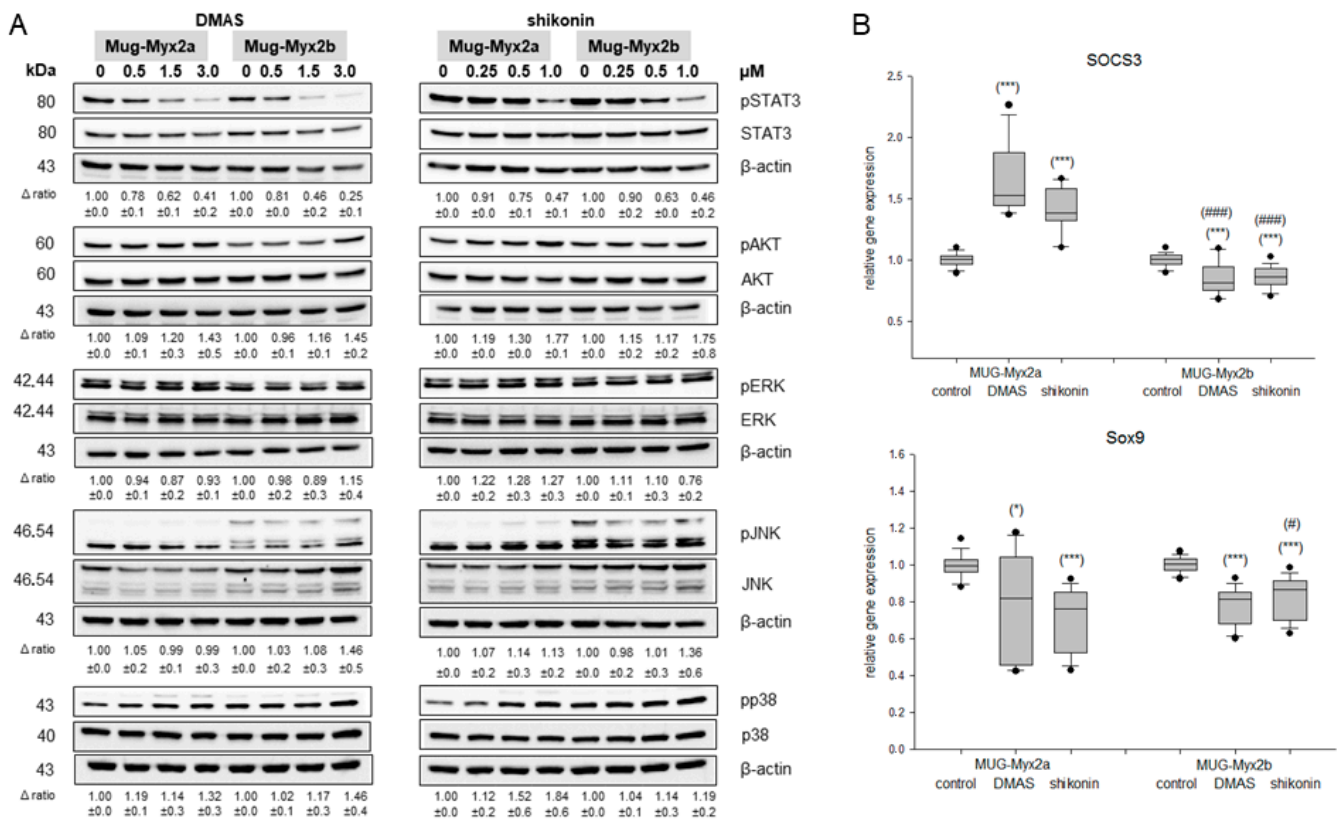 A
DMAS
shikonin
Mug-Myx2a Mug-Myx2b
Mug-Myx2a Mug-Myx2b
kDa 0 0.5 1.5 3.0 0 0.5 1.5 3.0
0 0.25 0.5 1.0 0 0.25 0.5 1.0 µM
80 pSTAT3
80 STAT3
43 β-actin
Δ ratio 1.00 0.78 0.62 0.41 1.00 0.81 0.46 0.25
±0.0 ±0.1 ±0.1 ±0.2 ±0.0 ±0.1 ±0.2 ±0.1
1.00 0.91 0.75 0.47 1.00 0.90 0.63 0.46
±0.0 ±0.1 ±0.1 ±0.1 ±0.0 ±0.2 ±0.2 ±0.2
60 pAKT
60 AKT
43 β-actin
Δ ratio 1.00 1.09 1.20 1.43 1.00 0.96 1.16 1.45
±0.0 ±0.1 ±0.3 ±0.5 ±0.0 ±0.1 ±0.1 ±0.2
1.00 1.19 1.30 1.77 1.00 1.15 1.17 1.75
±0.0 ±0.1 ±0.1 ±0.1 ±0.0 ±0.2 ±0.2 ±0.8
42.44 pERK
42.44 ERK
43 β-actin
Δ ratio 1.00 0.94 0.87 0.93 1.00 0.98 0.89 1.15
±0.0 ±0.1 ±0.2 ±0.1 ±0.0 ±0.2 ±0.3 ±0.4
1.00 1.22 1.28 1.27 1.00 1.11 1.10 0.76
±0.0 ±0.2 ±0.3 ±0.3 ±0.0 ±0.1 ±0.3 ±0.2
46.54 pJNK
46.54 JNK
43 β-actin
Δ ratio 1.00 1.05 0.99 0.99 1.00 1.03 1.08 1.46
±0.0 ±0.2 ±0.1 ±0.3 ±0.0 ±0.2 ±0.3 ±0.5
1.00 1.07 1.14 1.13 1.00 0.98 1.01 1.36
±0.0 ±0.2 ±0.3 ±0.2 ±0.0 ±0.2 ±0.3 ±0.6
43 pp38
40 p38
43 β-actin
Δ ratio 1.00 1.19 1.14 1.32 1.00 1.02 1.17 1.46
±0.0 ±0.1 ±0.3 ±0.3 ±0.0 ±0.2 ±0.3 ±0.4
1.00 1.12 1.52 1.84 1.00 1.04 1.14 1.19
±0.0 ±0.2 ±0.6 ±0.6 ±0.0 ±0.1 ±0.3 ±0.2
B
SOCS3
relative gene expression
2.5
2.0
1.5
1.0
0.5
(***)
(***)
(###) (###)
(***) (***)
MUG-Myx2a MUG-Myx2b
control DMAS shikonin control DMAS shikonin
Sox9
relative gene expression
1.6
1.4
1.2
1.0
0.8
0.6
0.4
0.2
0.0
(*)
(***)
(#)
(***) (***)
MUG-Myx2a MUG-Myx2b
control DMAS shikonin control DMAS shikonin